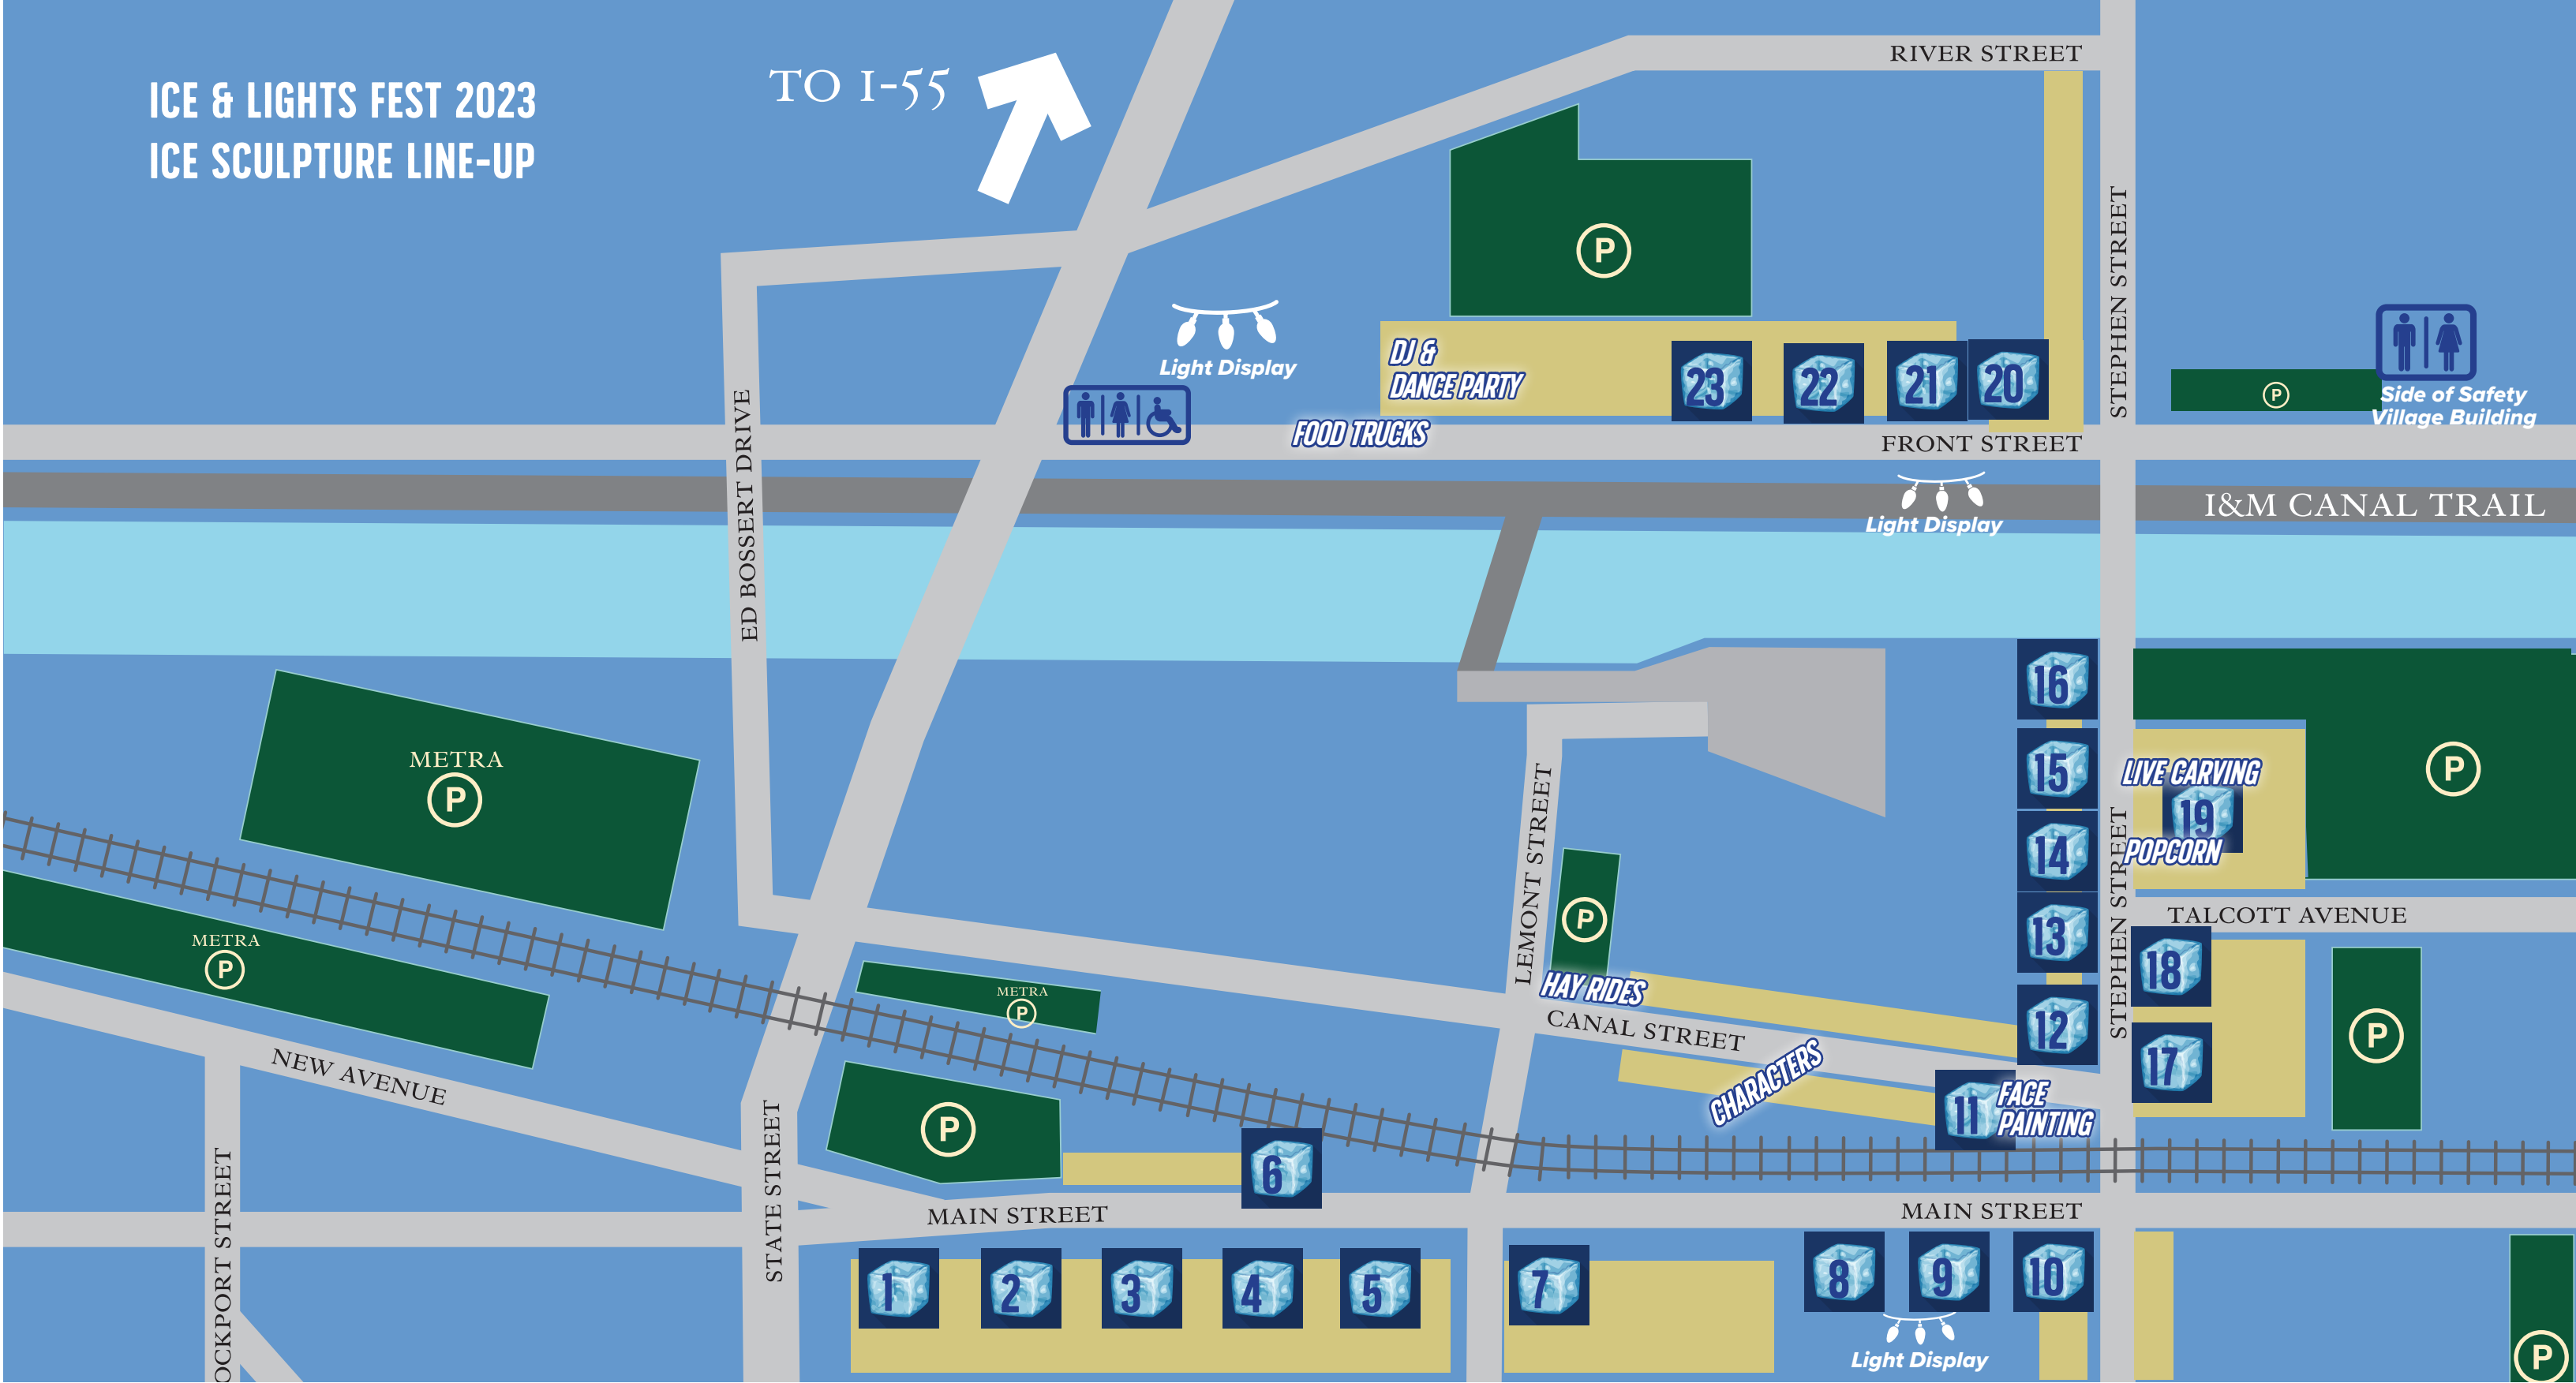 ICE & LIGHTS FEST 2023
ICE SCULPTURE LINE-UP
TO I-55
RIVER STREET
STEPHEN STREET
P
Light Display
DJ &
DANCE PARTY
23
22
21
20
P
Side of Safety
Village Building
FOOD TRUCKS
FRONT STREET
ED BOSSERT DRIVE
I&M CANAL TRAIL
Light Display
16
METRA
P
15
LIVE CARVING
19
POPCORN
P
14
LEMONT STREET
P
STEPHEN STREET
13
TALCOTT AVENUE
METRA
P
METRA
P
HAY RIDES
CANAL STREET
12
18
17
P
NEW AVENUE
CHARACTERS
11
FACE
PAINTING
P
6
STATE STREET
OCKPORT STREET
MAIN STREET
MAIN STREET
1
2
3
4
5
7
8
9
10
Light Display
P